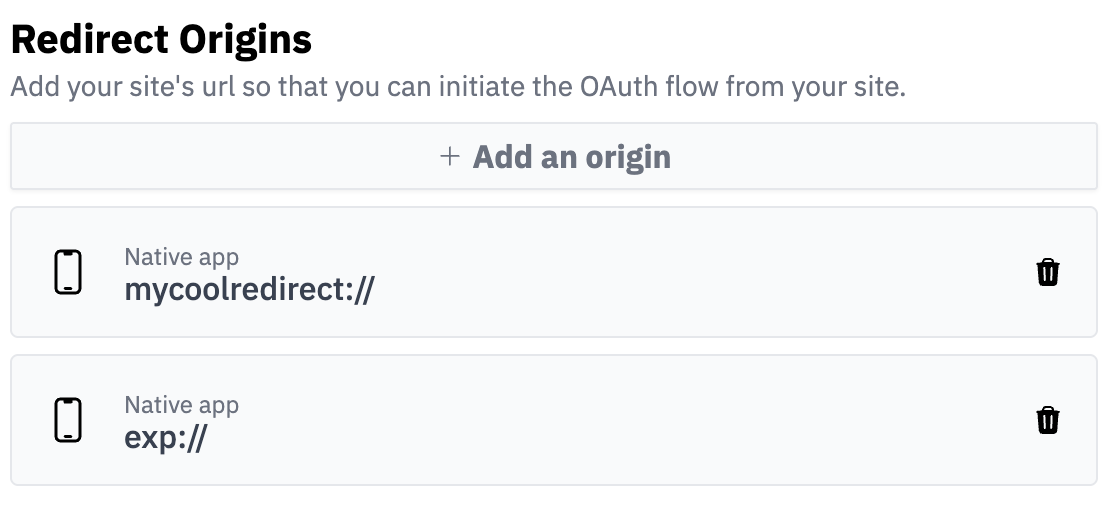 Redirect Origins
Add your site's url so that you can initiate the OAuth flow from your site.
+ Add an origin
Native app
mycoolredirect://
Native app
exp://